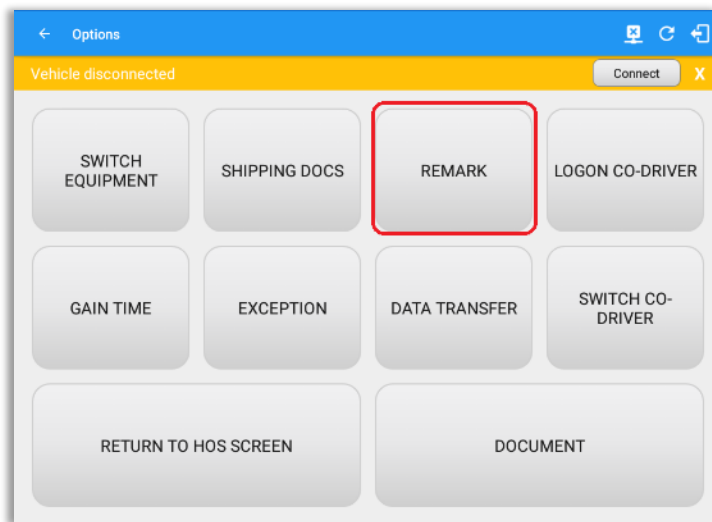 Options
Vehicle disconnected
Connect
X
SWITCH
EQUIPMENT
SHIPPING DOCS
REMARK
LOGON CO-DRIVER
GAIN TIME
EXCEPTION
DATA TRANSFER
SWITCH CO-
DRIVER
RETURN TO HOS SCREEN
DOCUMENT